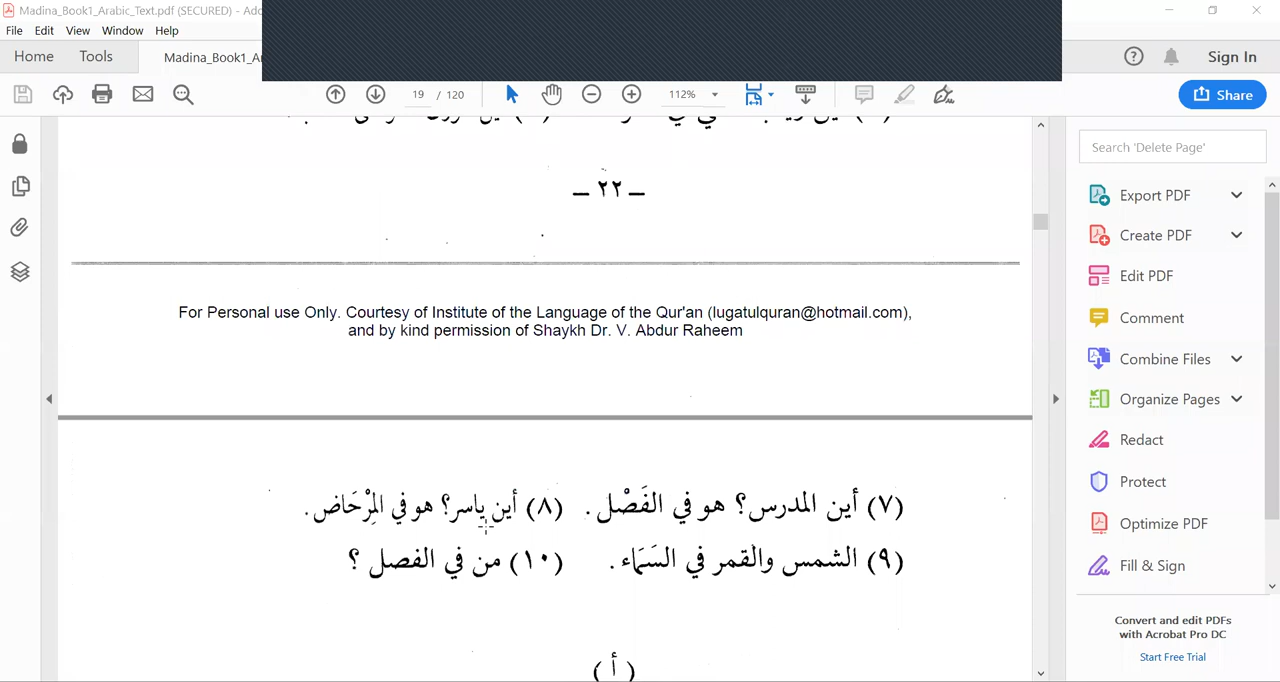 Madina_Book1_Arabic_Text.pdf (SECURED) - Ado
File Edit View Window Help
Home Tools Madina_Book1_A
Sign In
19 / 120
112%
Share
Search 'Delete Page'
Export PDF
Create PDF
Edit PDF
Comment
Combine Files
Organize Pages
Redact
Protect
Optimize PDF
Fill & Sign
Convert and edit PDFs
with Acrobat Pro DC
Start Free Trial
– ٢٢ –
For Personal use Only. Courtesy of Institute of the Language of the Qur'an (lugatulquran@hotmail.com),
and by kind permission of Shaykh Dr. V. Abdur Raheem
(٧) أين المدرس؟ هو في الفَصْل . (٨) أين ياسر؟ هو في المِرْحَاض .
(٩) الشمس والقمر في السَمَاء . (١٠) من في الفصل ؟
( أ )